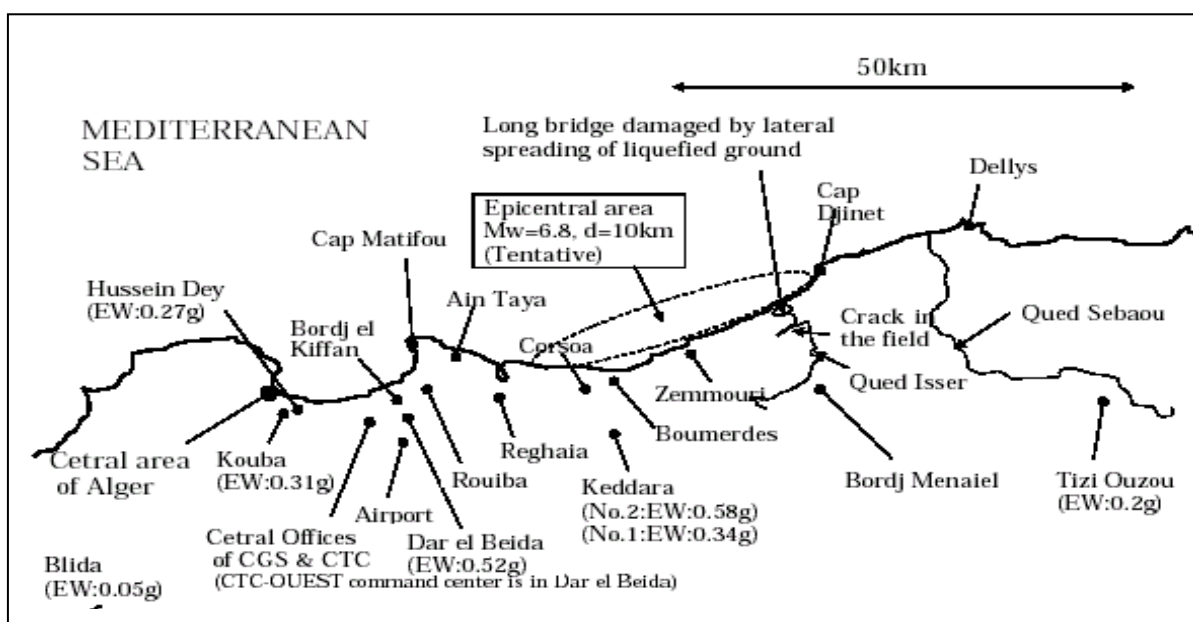 50km
MEDITERRANEAN
SEA
Long bridge damaged by lateral
spreading of liquefied ground
Dellys
Cap
Djinet
Epicentral area
Mw=6.8, d=10km
(Tentative)
Cap Matifou
Hussein Dey
(EW:0.27g)
Ain Taya
Bordj el
Kiffan
Corsoa
Crack in
the field
Qued Sebaou
Zemmouri
Qued Isser
Boumerdes
Reghaia
Cetral area
of Alger
Kouba
(EW:0.31g)
Rouiba
Keddara
(No.2:EW:0.58g)
(No.1:EW:0.34g)
Bordj Menaiel
Tizi Ouzou
(EW:0.2g)
Airport
Cetral Offices
of CGS & CTC
Dar el Beida
(EW:0.52g)
(CTC-OUEST command center is in Dar el Beida)
Blida
(EW:0.05g)